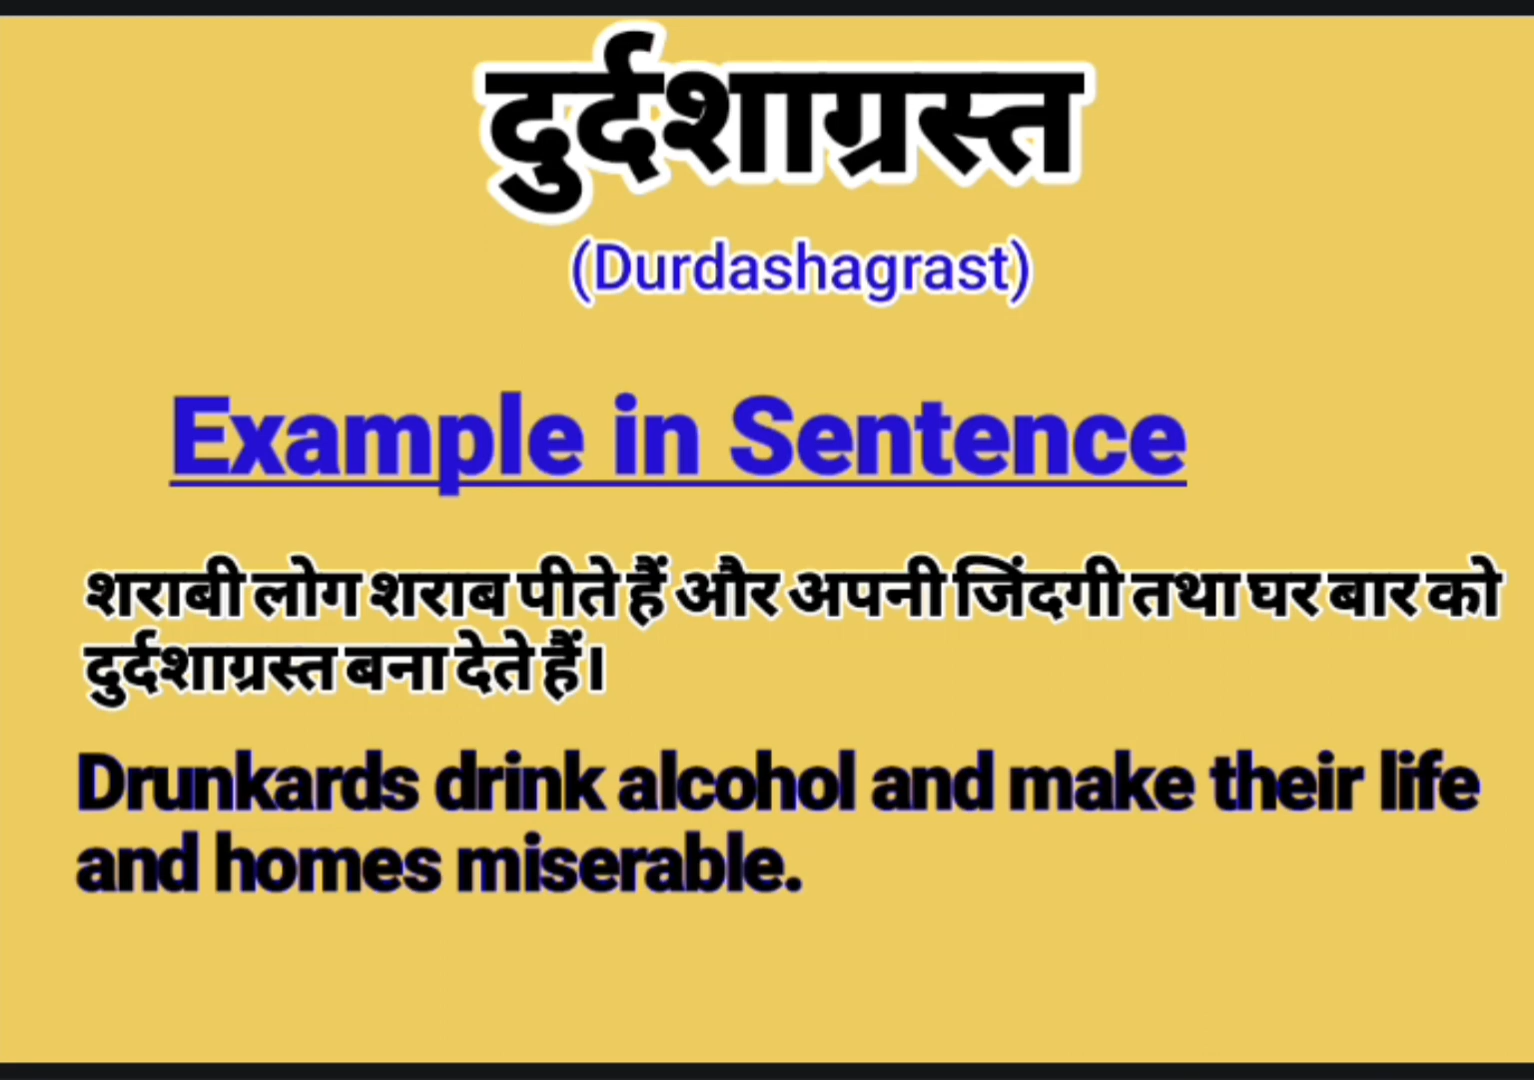 दुर्दशाग्रस्त
(Durdashagrast)
Example in Sentence
शराबी लोग शराब पीते हैं और अपनी जिंदगी तथा घर बार को
दुर्दशाग्रस्त बना देते हैं।
Drunkards drink alcohol and make their life
and homes miserable.